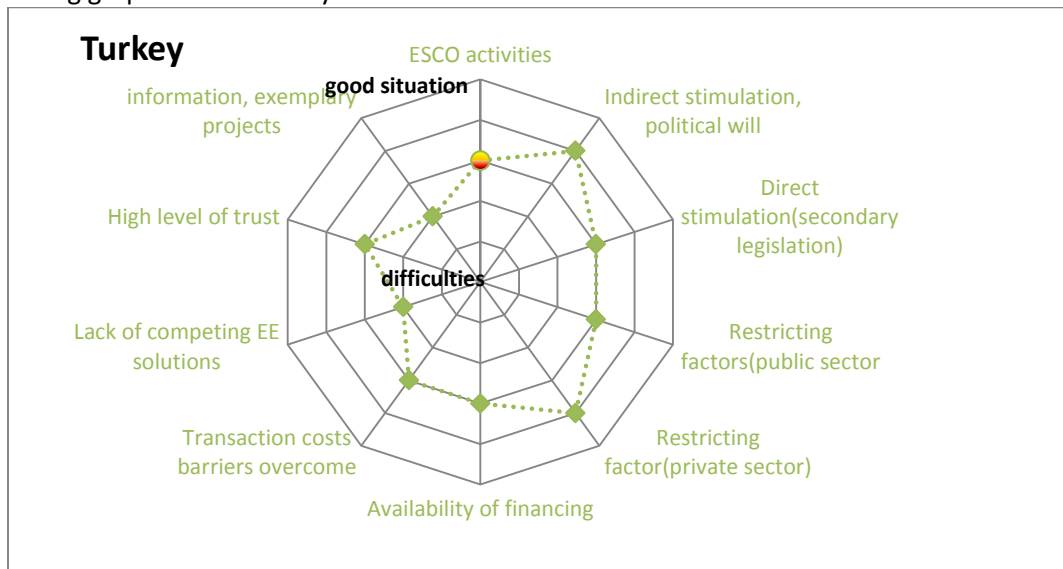 Turkey
ESCO activities
good situation
information, exemplary
projects
Indirect stimulation,
political will
Direct
stimulation(secondary
legislation)
High level of trust
difficulties
Lack of competing EE
solutions
Restricting
factors(public sector
Transaction costs
barriers overcome
Restricting
factor(private sector)
Availability of financing